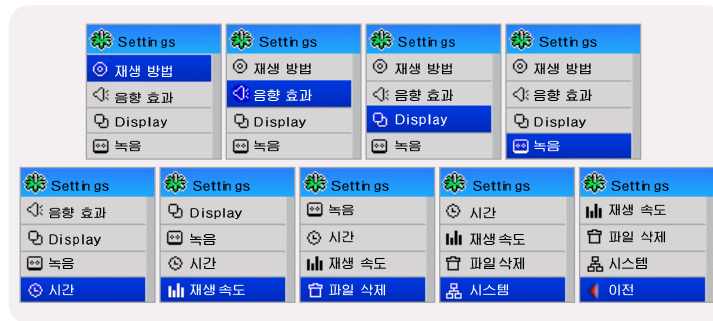 Settings
재생 방법
음향 효과
Display
녹음
Settings
재생 방법
음향 효과
Display
녹음
Settings
재생 방법
음향 효과
Display
녹음
Settings
재생 방법
음향 효과
Display
녹음
Settings
음향 효과
Display
녹음
시간
Settings
Display
녹음
시간
재생 속도
Settings
녹음
시간
재생 속도
파일 삭제
Settings
시간
재생 속도
파일 삭제
시스템
Settings
재생 속도
파일 삭제
시스템
이전